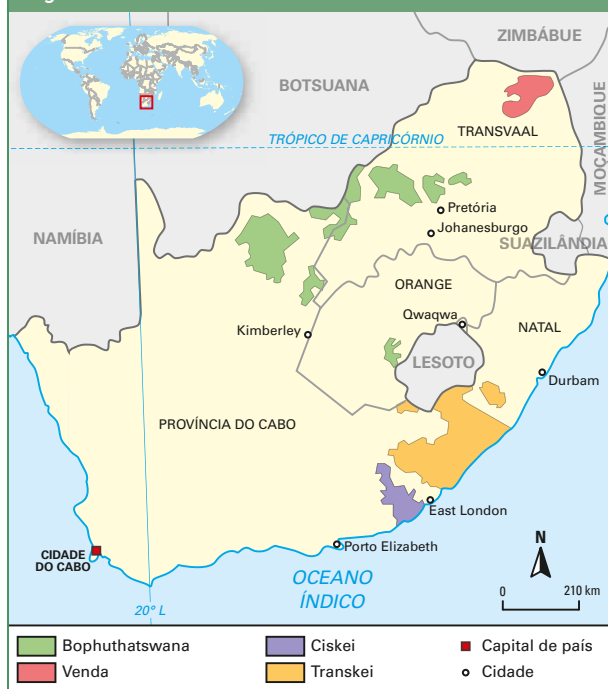 ZIMBÁBUE
BOTSUANA
MOÇAMBIQUE
TRANSVAAL
TRÓPICO DE CAPRICÓRNIO
Pretória
Johanesburgo
NAMÍBIA
SUAZILÂNDIA
ORANGE
Qwaqwa
NATAL
Kimberley
LESOTO
Durbam
PROVÍNCIA DO CABO
East London
Porto Elizabeth
CIDADE
DO CABO
OCEANO
ÍNDICO
N
0 210 km
20° L
Bophuthatswana
Ciskei
Capital de país
Venda
Transkei
Cidade